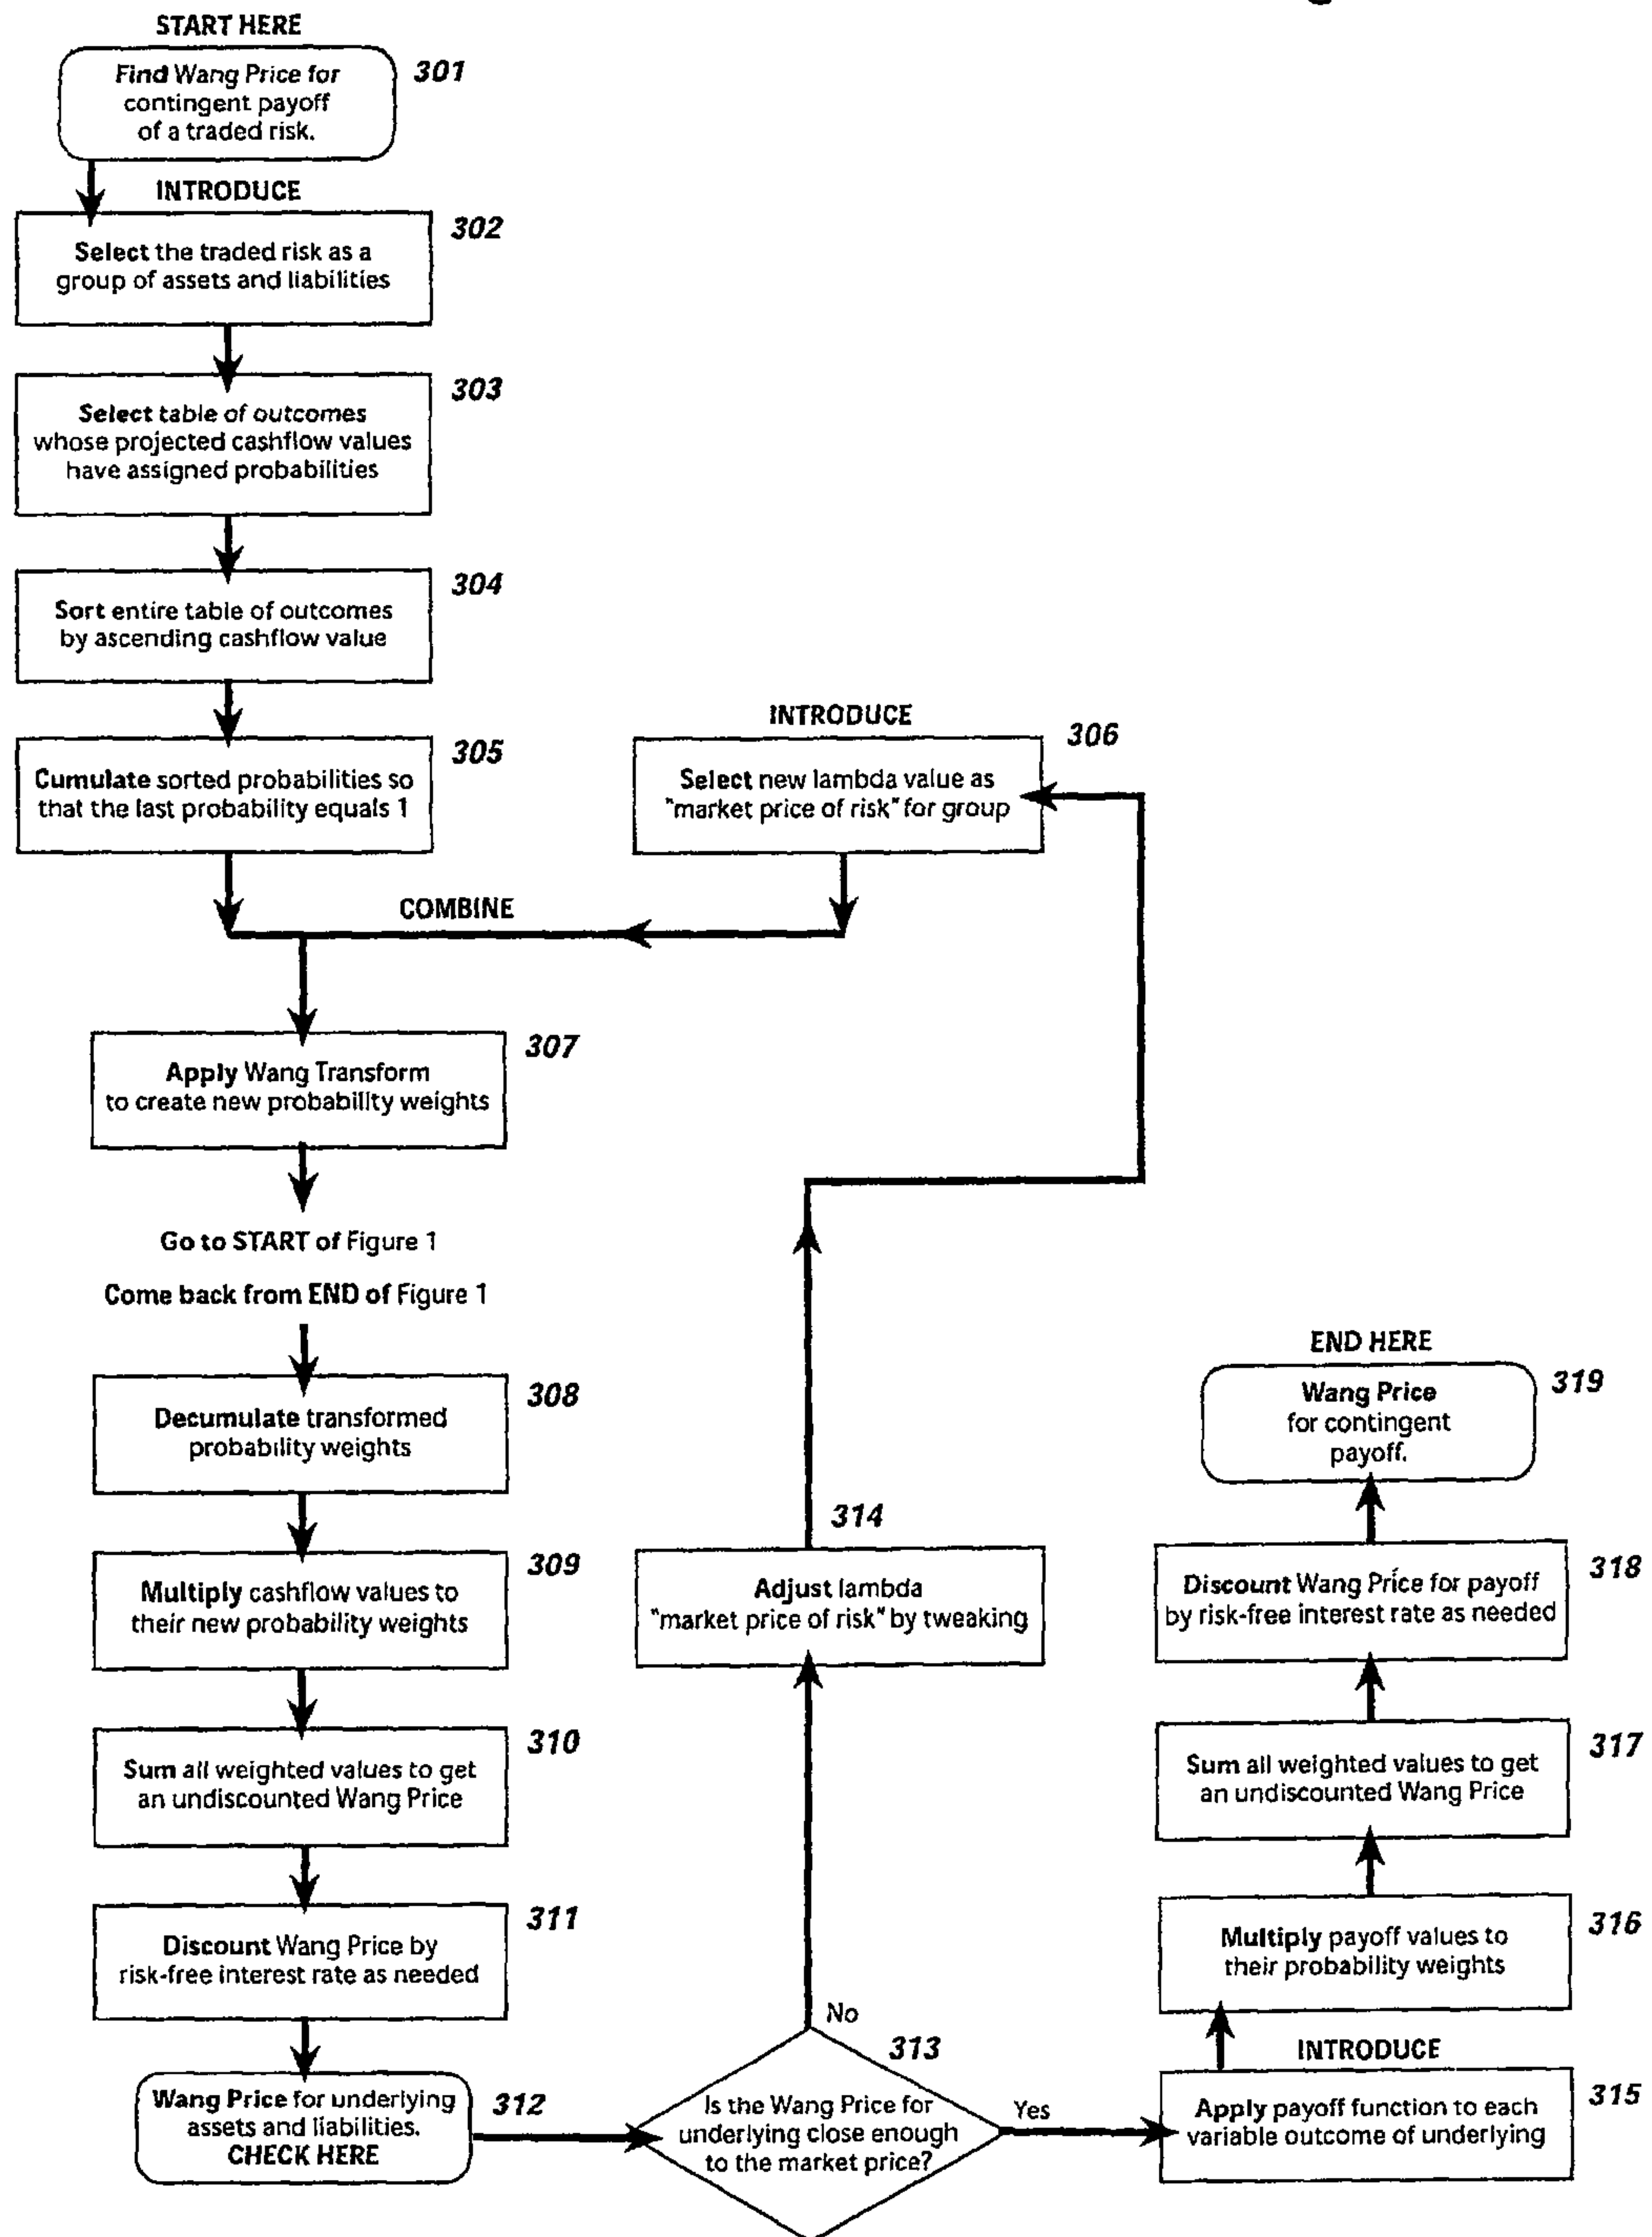 START HERE
Find Wang Price for
contingent payoff
of a traded risk.
301
INTRODUCE
Select the traded risk as a
group of assets and liabilities
302
Select table of outcomes
whose projected cashflow values
have assigned probabilities
303
Sort entire table of outcomes
by ascending cashflow value
304
Cumulate sorted probabilities so
that the last probability equals 1
305
INTRODUCE
Select new lambda value as
"market price of risk" for group
306
COMBINE
Apply Wang Transform
to create new probability weights
307
Go to START of Figure 1
Come back from END of Figure 1
Decumulate transformed
probability weights
308
Multiply cashflow values to
their new probability weights
309
Sum all weighted values to get
an undiscounted Wang Price
310
Discount Wang Price by
risk-free interest rate as needed
311
Wang Price for underlying
assets and liabilities.
CHECK HERE
312
Is the Wang Price for
underlying close enough
to the market price?
313
No
Yes
Adjust lambda
"market price of risk" by tweaking
314
INTRODUCE
Apply payoff function to each
variable outcome of underlying
315
Multiply payoff values to
their probability weights
316
Sum all weighted values to get
an undiscounted Wang Price
317
Discount Wang Price for payoff
by risk-free interest rate as needed
318
END HERE
Wang Price
for contingent
payoff.
319